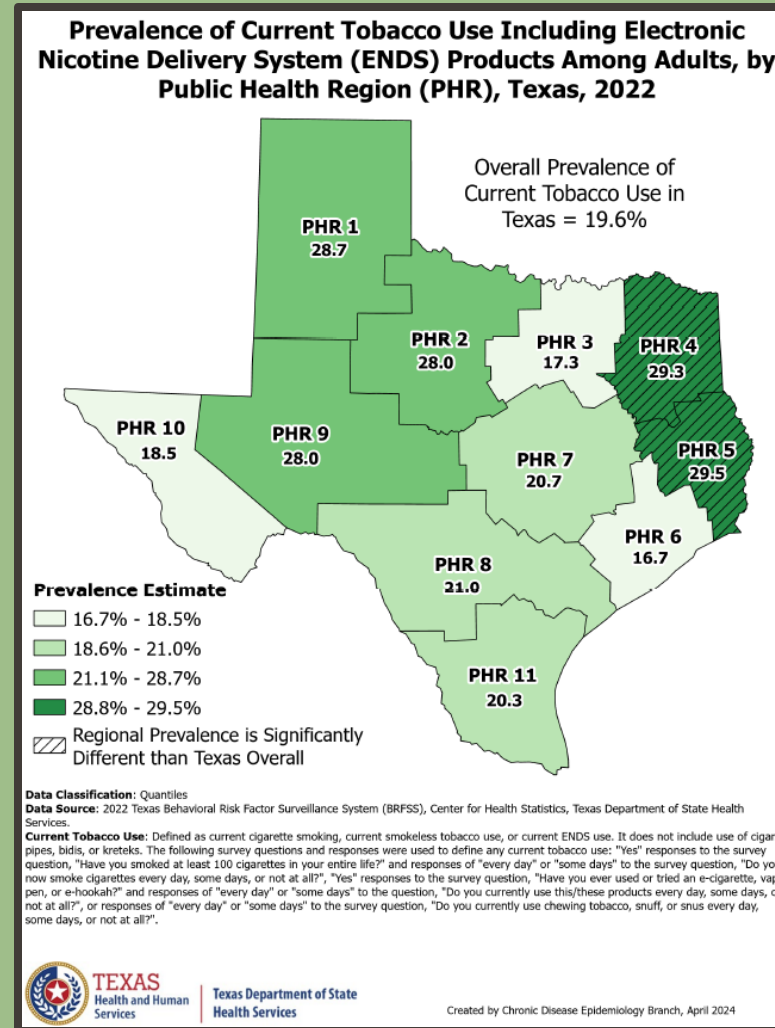 Prevalence of Current Tobacco Use Including Electronic
Nicotine Delivery System (ENDS) Products Among Adults, by
Public Health Region (PHR), Texas, 2022
Overall Prevalence of
Current Tobacco Use in
Texas = 19.6%
PHR 1
28.7
PHR 2
28.0
PHR 3
17.3
PHR 4
29.3
PHR 10
18.5
PHR 9
28.0
PHR 7
20.7
PHR 5
29.5
PHR 6
16.7
PHR 8
21.0
PHR 11
20.3
Prevalence Estimate
16.7% - 18.5%
18.6% - 21.0%
21.1% - 28.7%
28.8% - 29.5%
Regional Prevalence is Significantly
Different than Texas Overall
Data Classification: Quantiles
Data Source: 2022 Texas Behavioral Risk Factor Surveillance System (BRFSS), Center for Health Statistics, Texas Department of State Health
Services.
Current Tobacco Use: Defined as current cigarette smoking, current smokeless tobacco use, or current ENDS use. It does not include use of cigar
pipes, bidis, or kreteks. The following survey questions and responses were used to define any current tobacco use: "Yes" responses to the survey
question, "Have you smoked at least 100 cigarettes in your entire life?" and responses of "every day" or "some days" to the survey question, "Do yo
now smoke cigarettes every day, some days, or not at all?", "Yes" responses to the survey question, "Have you ever used or tried an e-cigarette, vap
pen, or e-hookah?" and responses of "every day" or "some days" to the question, "Do you currently use this/these products every day, some days, o
not at all?", or responses of "every day" or "some days" to the survey question, "Do you currently use chewing tobacco, snuff, or snus every day,
some days, or not at all?".
TEXAS
Health and Human
Services
Texas Department of State
Health Services
Created by Chronic Disease Epidemiology Branch, April 2024